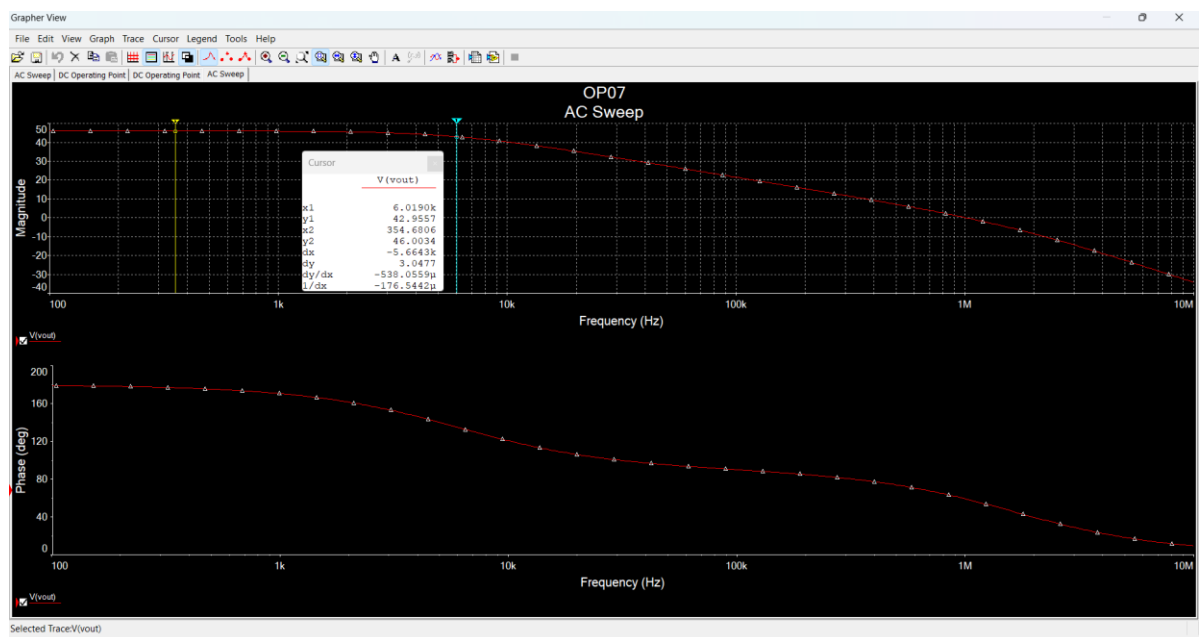 Grapher View
File Edit View Graph Trace Cursor Legend Tools Help
AC Sweep DC Operating Point DC Operating Point AC Sweep
OP07
AC Sweep
Magnitude
50
40
30
20
10
0
-10
-20
-30
-40
Cursor
V(vout)
x1 6.0190k
y1 42.9557
x2 354.6806
y2 46.0034
dx -5.6643k
dy 3.0477
dy/dx -538.0559μ
1/dx -176.5442μ
100 1k 10k 100k 1M 10M
Frequency (Hz)
V(vout)
Phase (deg)
200
160
120
80
40
0
100 1k 10k 100k 1M 10M
Frequency (Hz)
V(vout)
Selected Trace:V(vout)